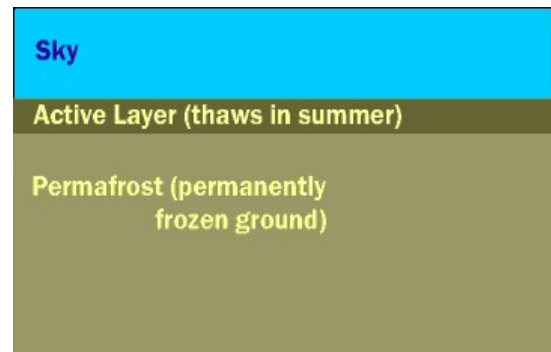 Sky
Active Layer (thaws in summer)
Permafrost (permanently
frozen ground)